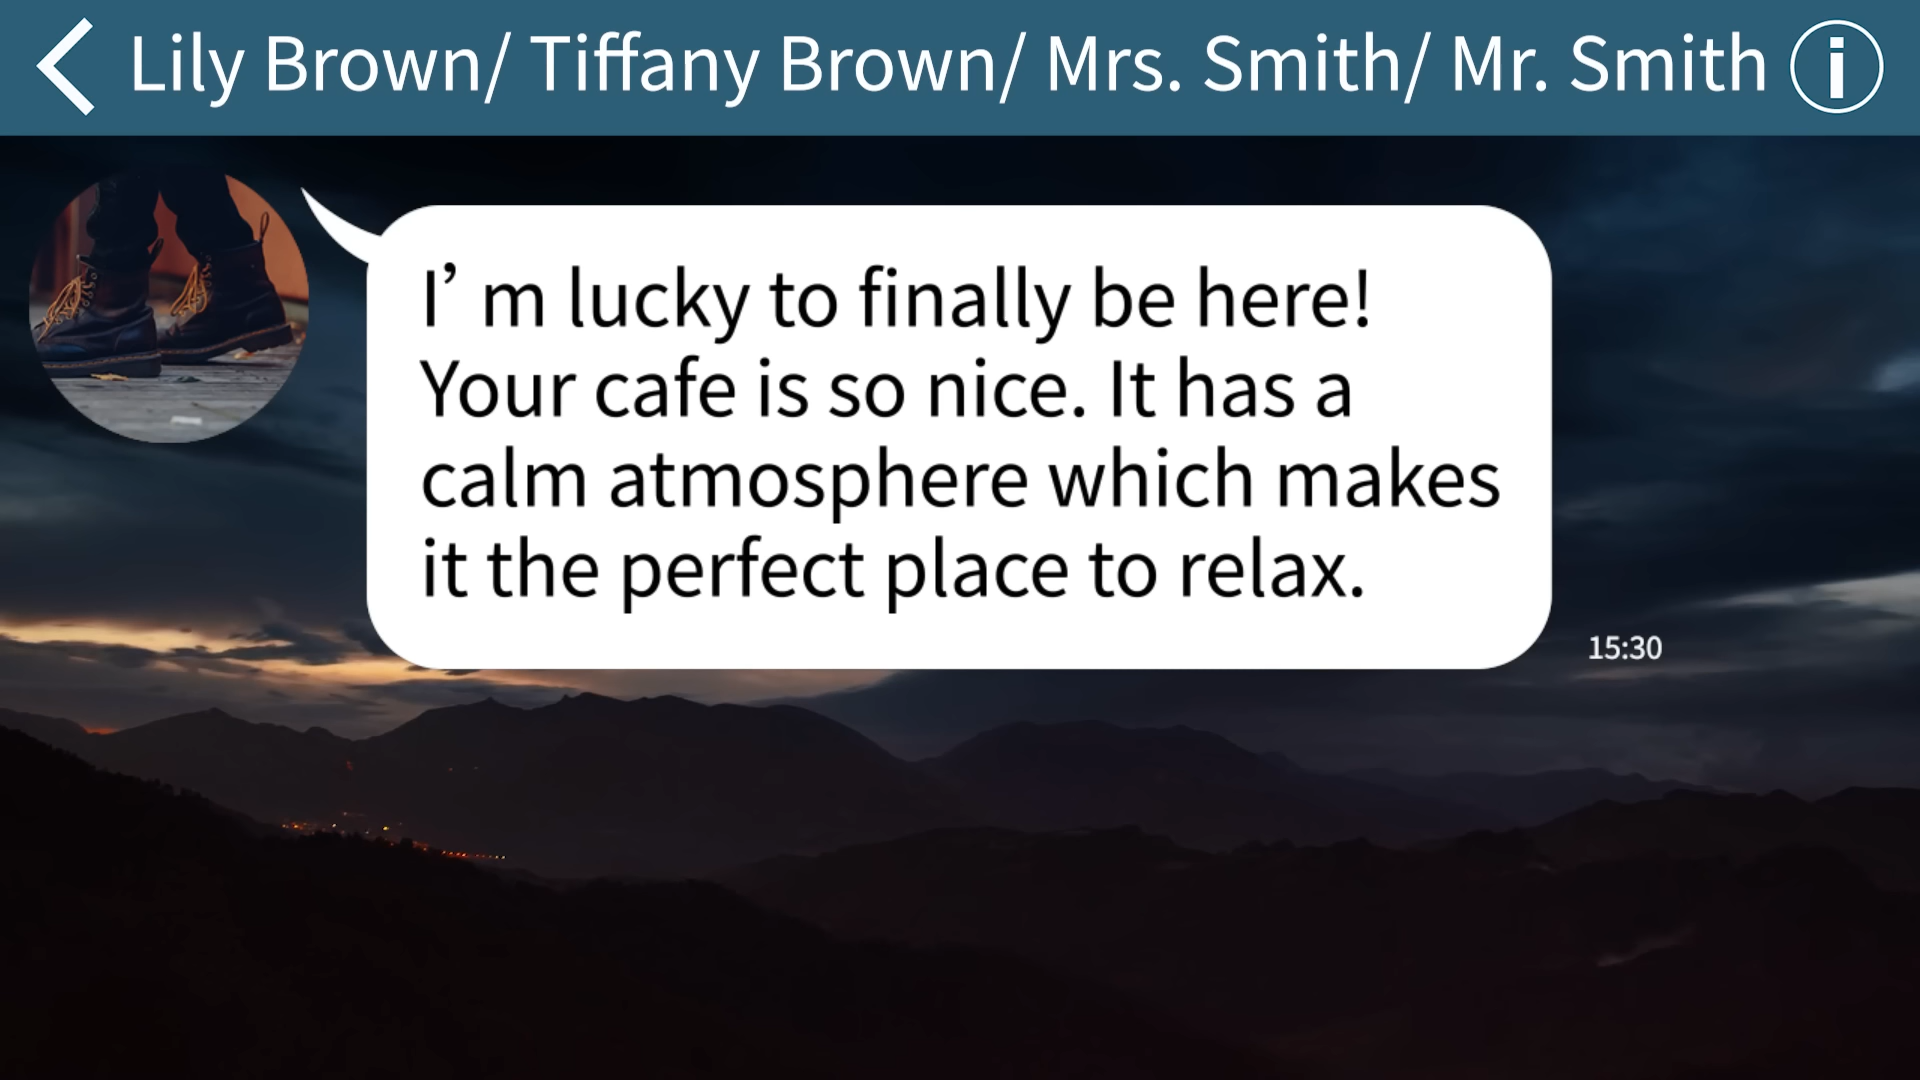 Lily Brown/ Tiffany Brown/ Mrs. Smith/ Mr. Smith
I’m lucky to finally be here!
Your cafe is so nice. It has a
calm atmosphere which makes
it the perfect place to relax.
15:30